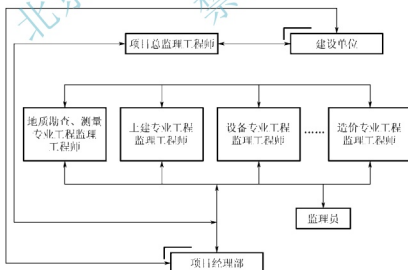 北京
禁
项目总监理工程师
建设单位
地质勘查、测量
专业工程监理
工程师
土建专业工程
监理工程师
设备专业工程
监理工程师
……
造价专业工程
监理工程师
监理员
项目经理部